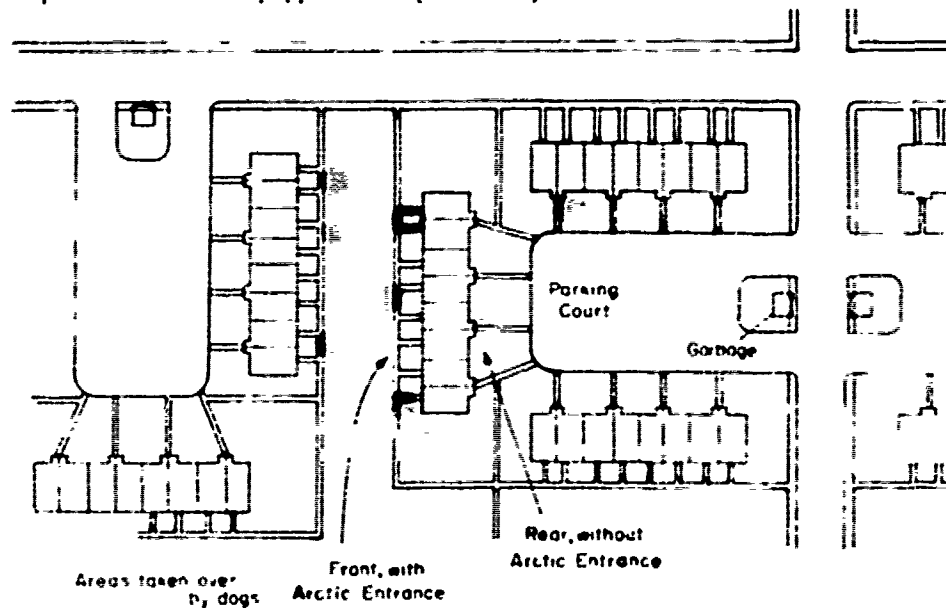 Parking
Court
Garbage
Rear, without
Arctic Entrance
Front, with
Arctic Entrance
Areas taken over
by dogs